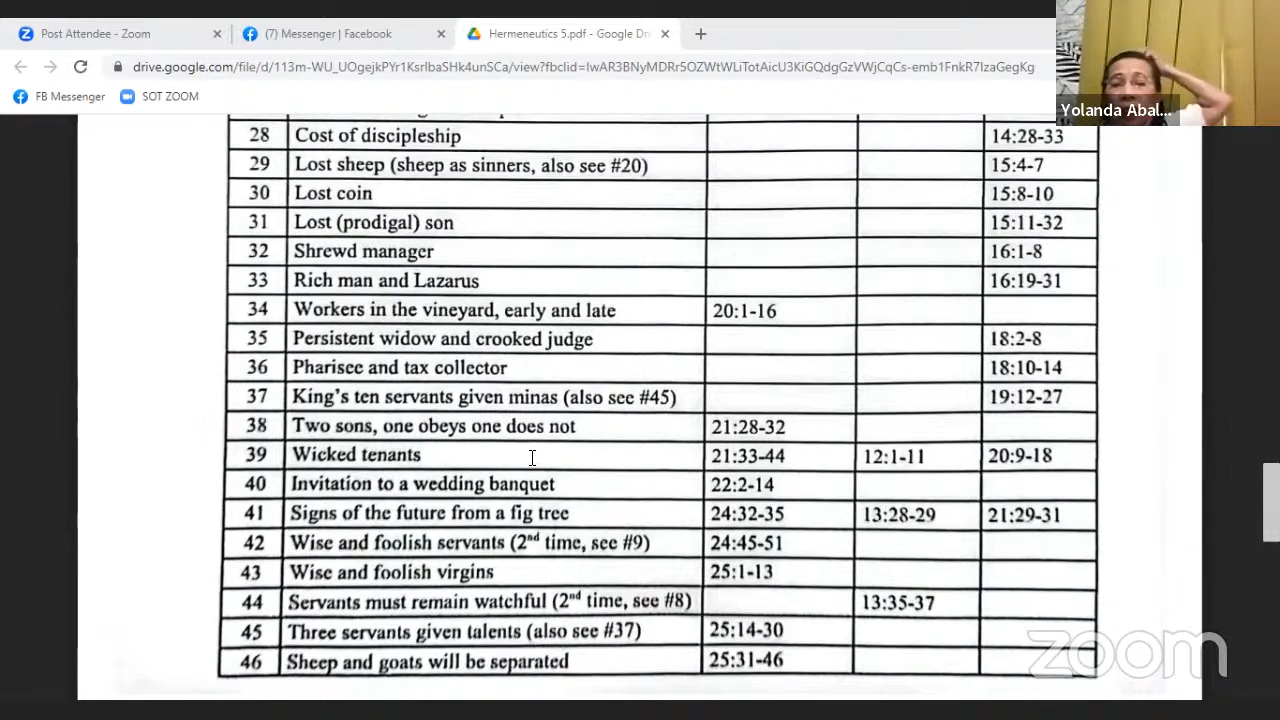 Post Attendee - Zoom
(7) Messenger | Facebook
Hermeneutics 5.pdf - Google Dri
drive.google.com/file/d/113m-WU_UOgejkPYr1KsrlbaSHk4unSCa/view?fbclid=IwAR3BNyMDRr5OZWtWLiTotAicU3KiGQdgGzVWjCqCs-emb1FnkR7IzaGegKg
FB Messenger SOT ZOOM
Yolanda Abal...
28 Cost of discipleship 14:28-33
29 Lost sheep (sheep as sinners, also see #20) 15:4-7
30 Lost coin 15:8-10
31 Lost (prodigal) son 15:11-32
32 Shrewd manager 16:1-8
33 Rich man and Lazarus 16:19-31
34 Workers in the vineyard, early and late 20:1-16
35 Persistent widow and crooked judge 18:2-8
36 Pharisee and tax collector 18:10-14
37 King's ten servants given minas (also see #45) 19:12-27
38 Two sons, one obeys one does not 21:28-32
39 Wicked tenants 21:33-44 12:1-11 20:9-18
40 Invitation to a wedding banquet 22:2-14
41 Signs of the future from a fig tree 24:32-35 13:28-29 21:29-31
42 Wise and foolish servants (2nd time, see #9) 24:45-51
43 Wise and foolish virgins 25:1-13
44 Servants must remain watchful (2nd time, see #8) 13:35-37
45 Three servants given talents (also see #37) 25:14-30
46 Sheep and goats will be separated 25:31-46
zoom